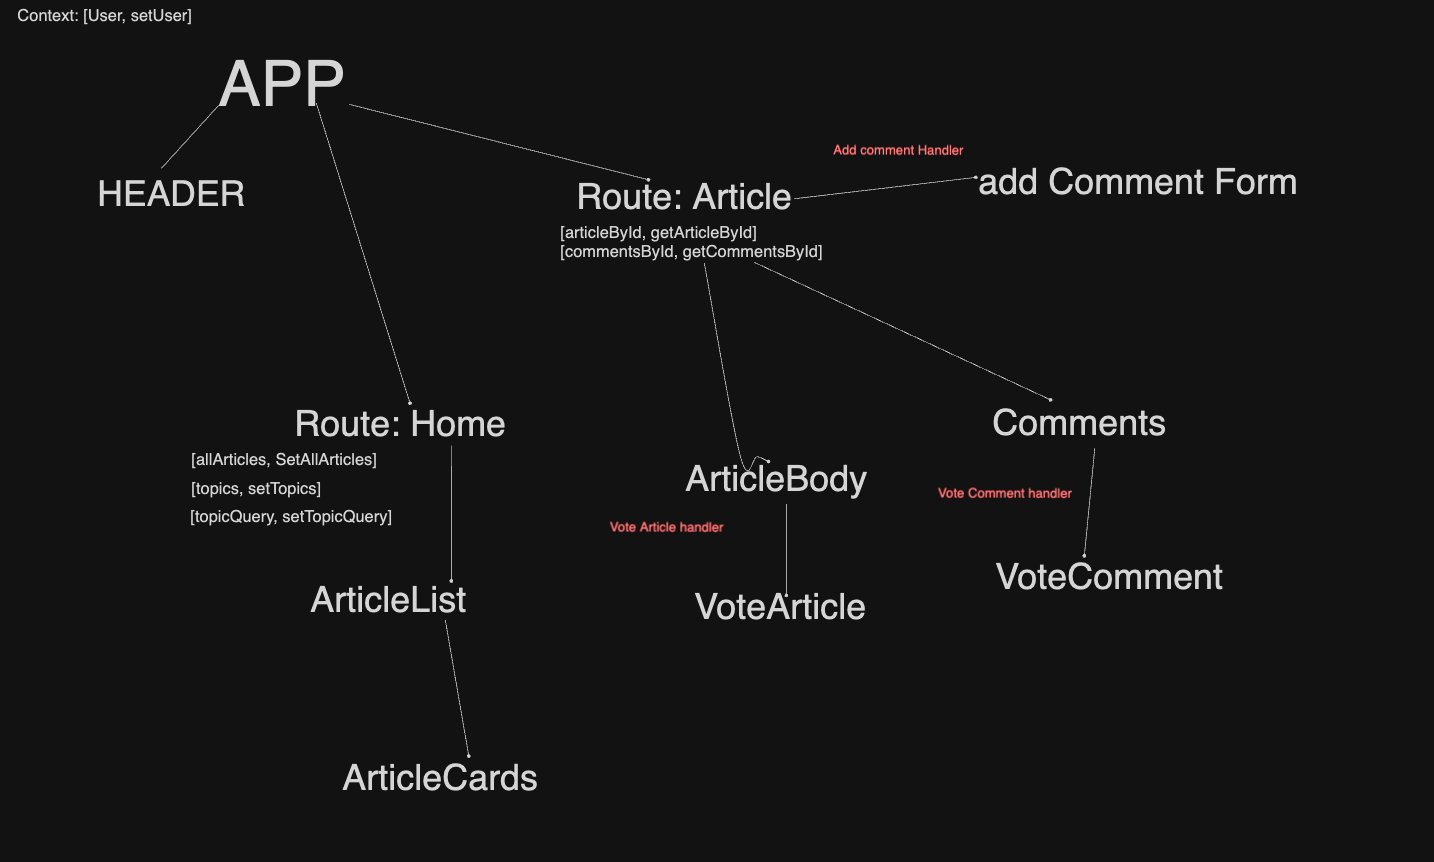 Context: [User, setUser]
APP
HEADER
Route: Article
[articleById, getArticleById]
[commentsById, getCommentsById]
Add comment Handler
add Comment Form
Route: Home
[allArticles, SetAllArticles]
[topics, setTopics]
[topicQuery, setTopicQuery]
ArticleList
ArticleCards
ArticleBody
Vote Article handler
VoteArticle
Comments
Vote Comment handler
VoteComment